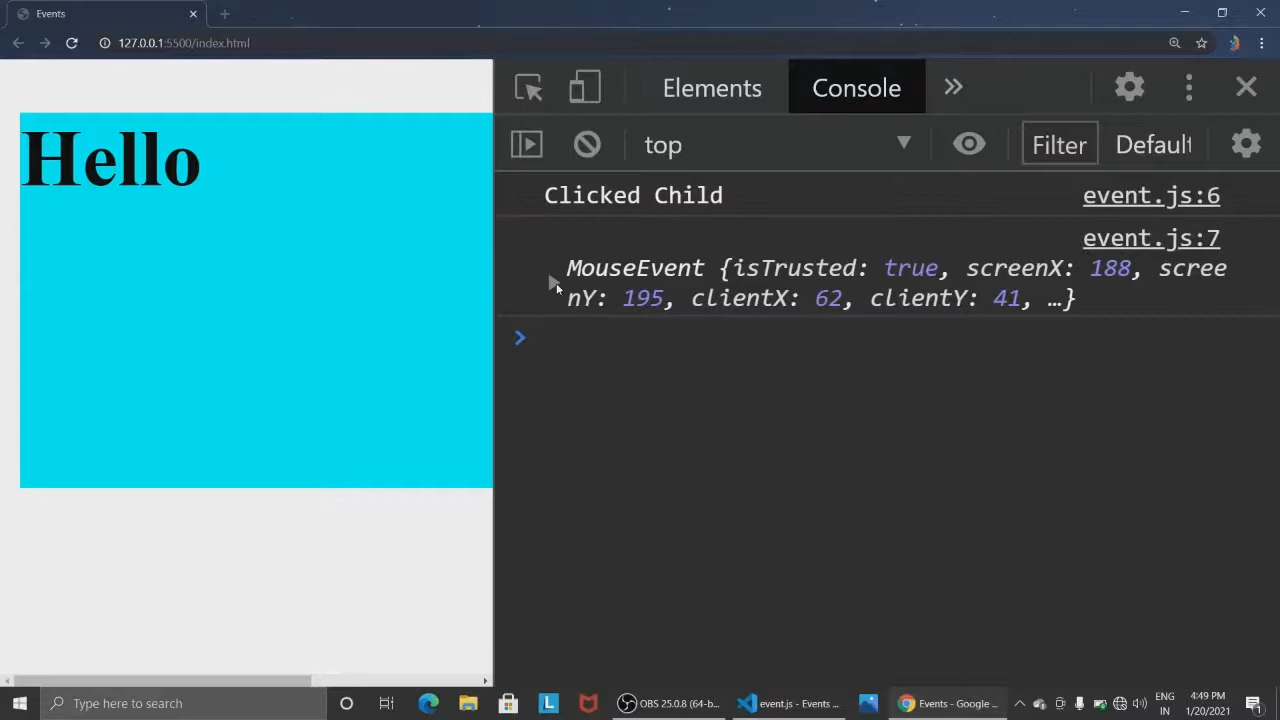 Events
127.0.0.1:5500/index.html
Elements
Console
top
Filter
Default
Hello
Clicked Child
event.js:6
event.js:7
MouseEvent {isTrusted: true, screenX: 188, scree
nY: 195, clientX: 62, clientY: 41, …}
Type here to search
L
OBS 25.0.8 (64-b...
event.js - Events ...
Events - Google ...
ENG
IN
4:49 PM
1/20/2021
1